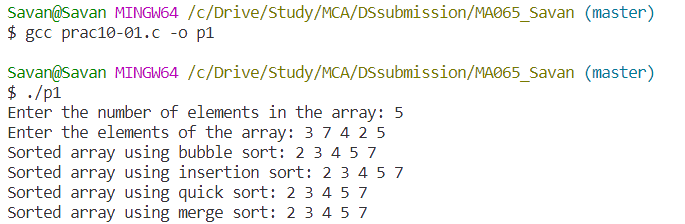 Savan@Savan MINGW64 /c/Drive/Study/MCA/DSsubmission/MA065_Savan (master)
$ gcc prac10-01.c -o p1
Savan@Savan MINGW64 /c/Drive/Study/MCA/DSsubmission/MA065_Savan (master)
$ ./p1
Enter the number of elements in the array: 5
Enter the elements of the array: 3 7 4 2 5
Sorted array using bubble sort: 2 3 4 5 7
Sorted array using insertion sort: 2 3 4 5 7
Sorted array using quick sort: 2 3 4 5 7
Sorted array using merge sort: 2 3 4 5 7